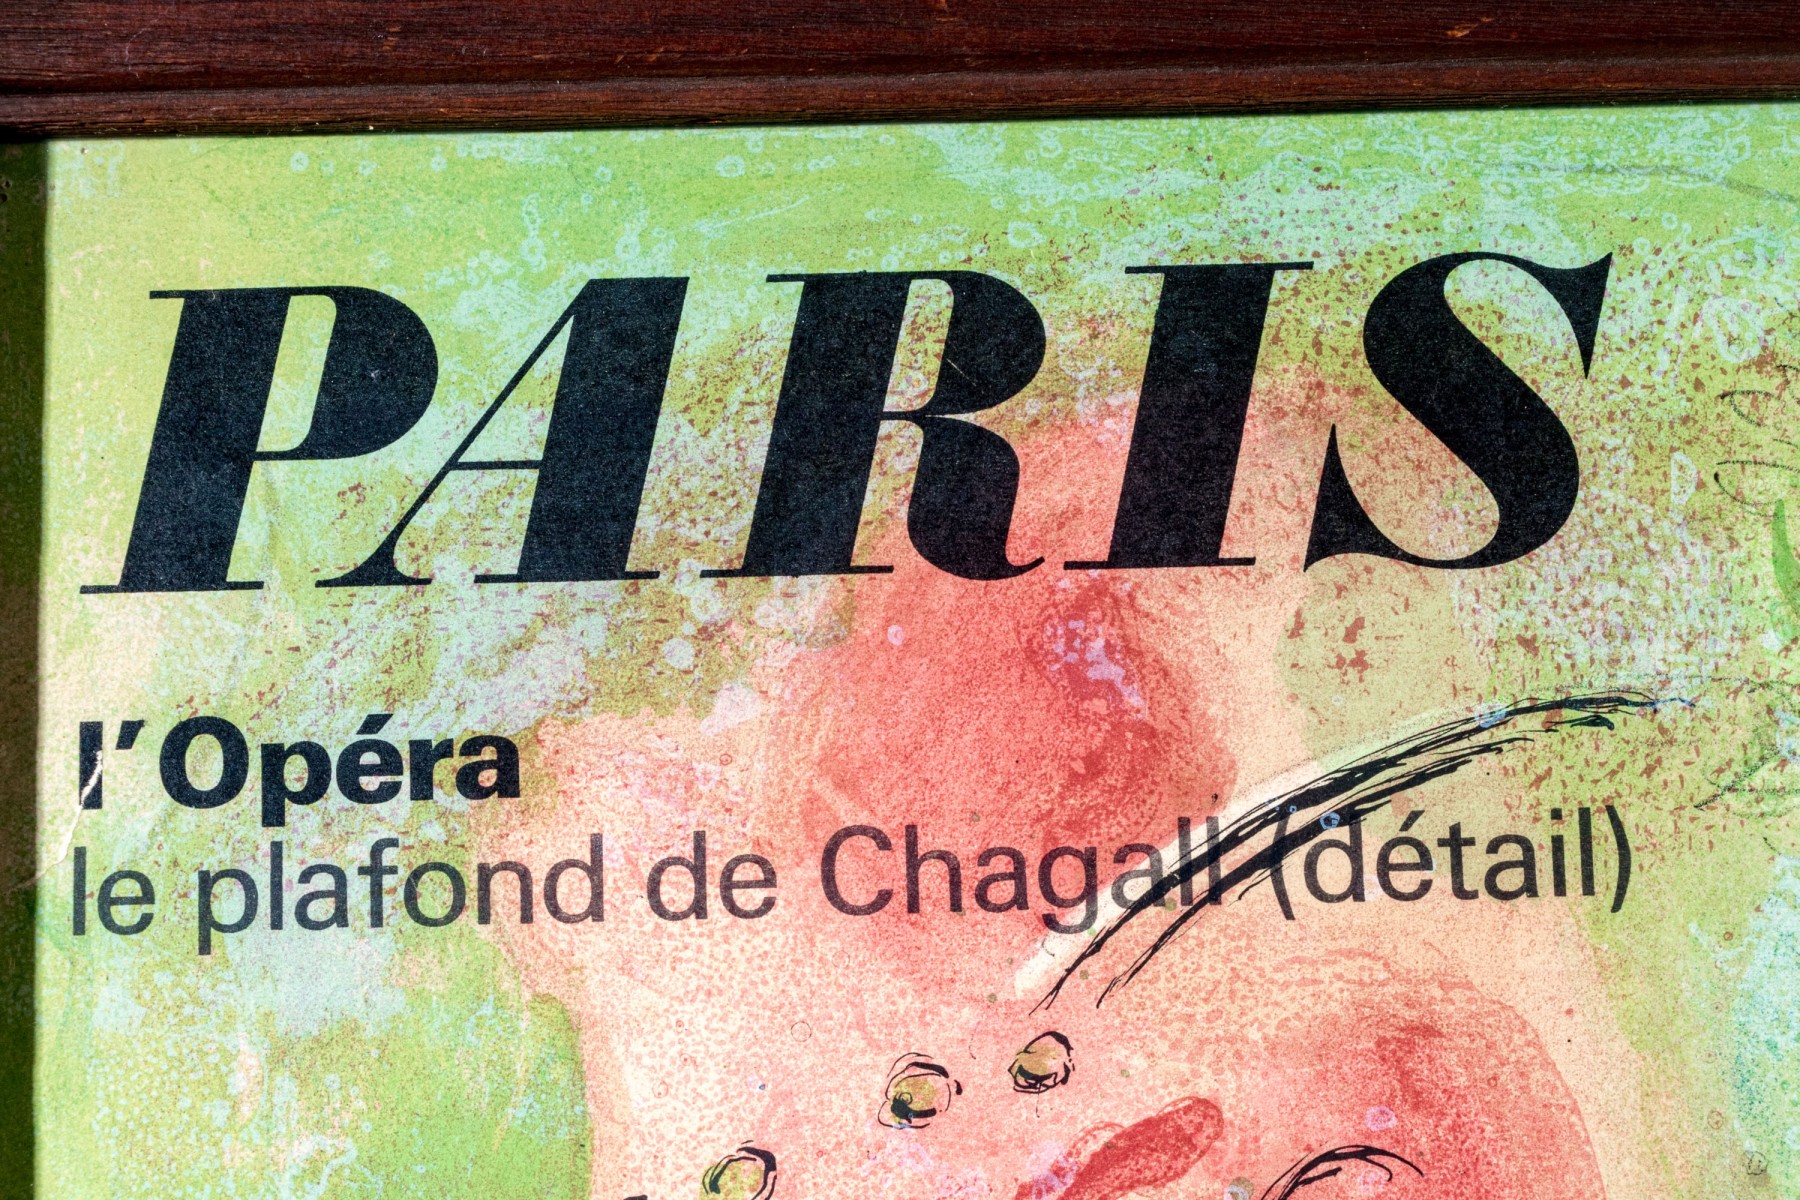 PARIS
l'Opéra
le plafond de Chagall (détail)